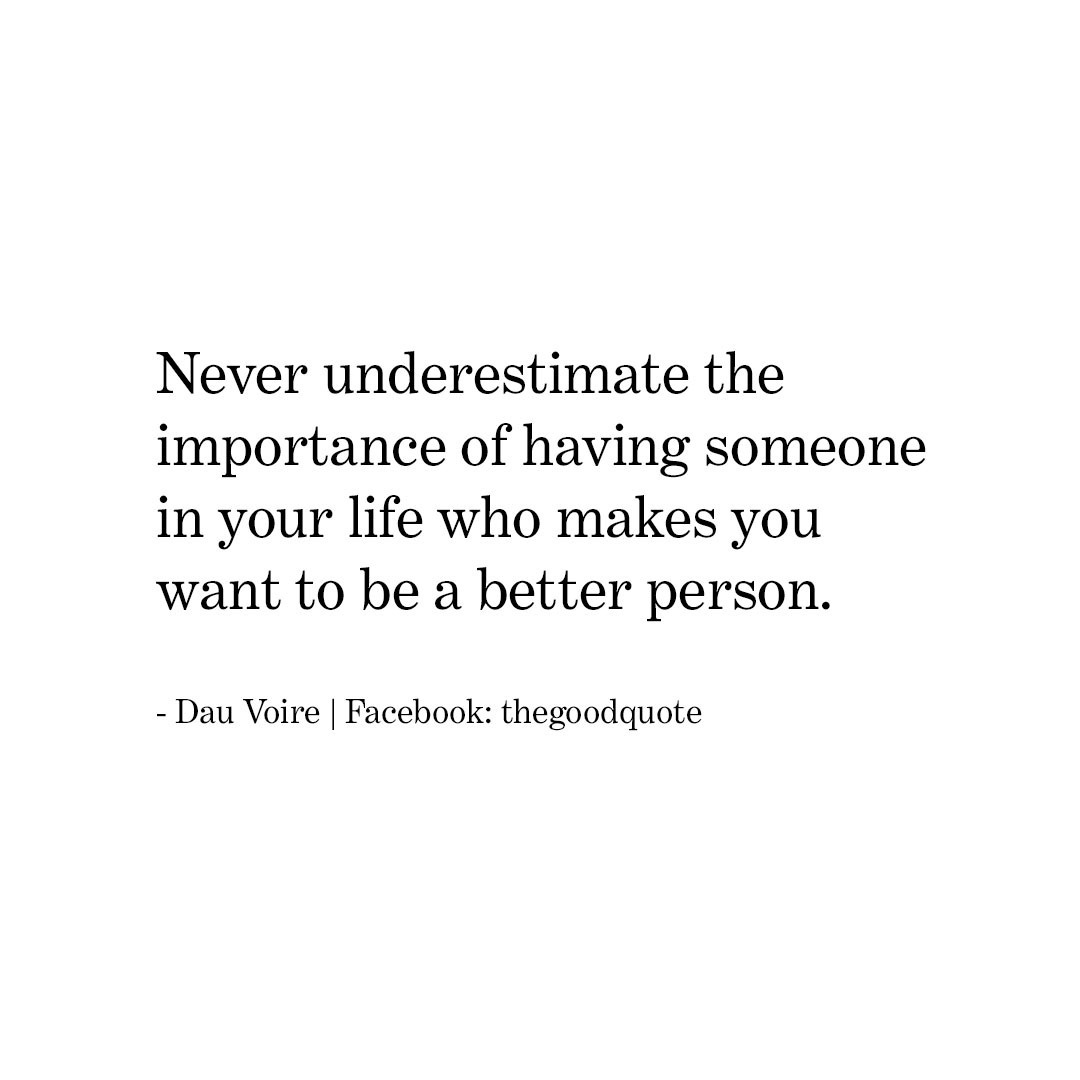 Never underestimate the
importance of having someone
in your life who makes you
want to be a better person.
- Dau Voire | Facebook: thegoodquote